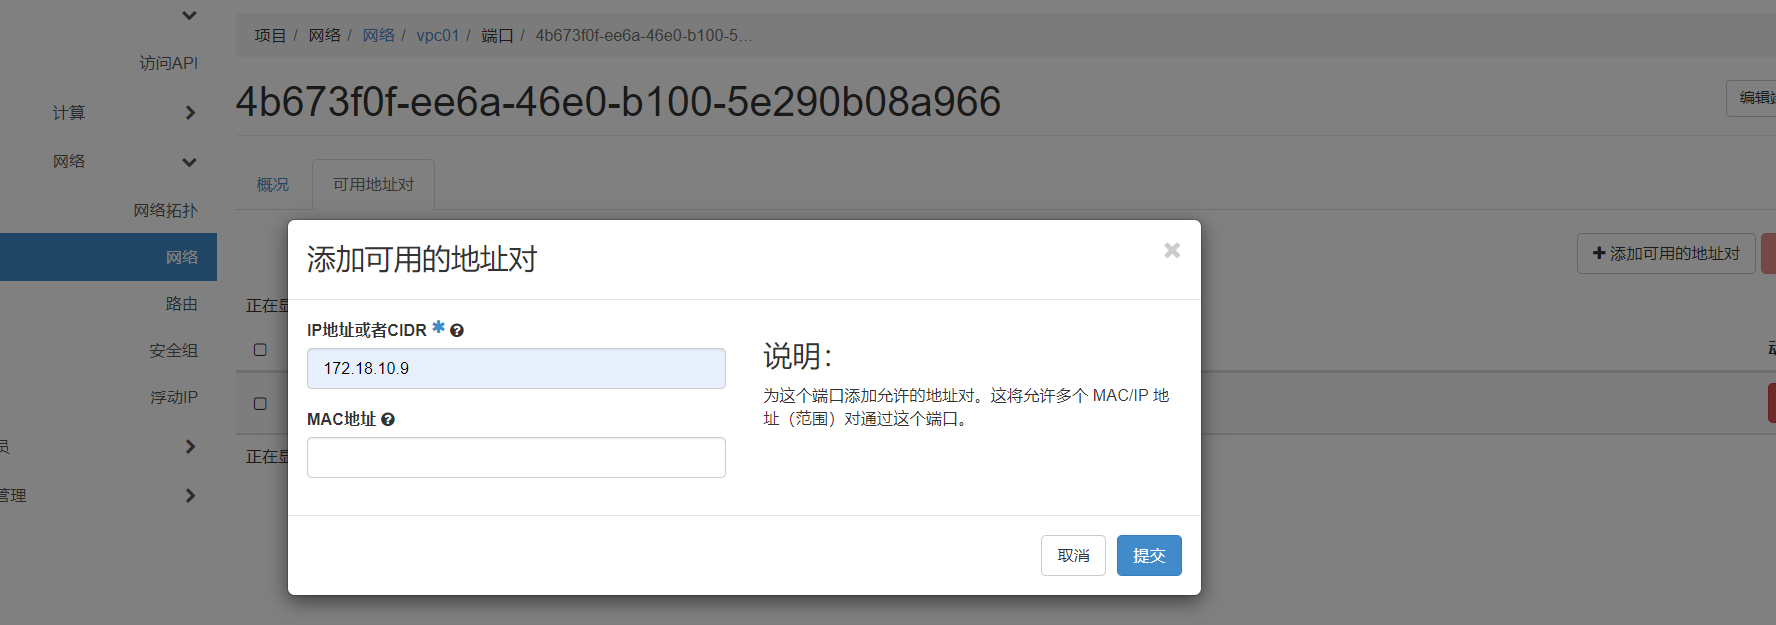 项目 / 网络 / 网络 / vpc01 / 端口 / 4b673f0f-ee6a-46e0-b100-5…
访问API
4b673f0f-ee6a-46e0-b100-5e290b08a966
编辑
计算
网络
概况
可用地址对
网络拓扑
网络
添加可用的地址对
添加可用的地址对
路由
正在
IP地址或者CIDR *
安全组
说明：
172.18.10.9
浮动IP
为这个端口添加允许的地址对。这将允许多个 MAC/IP 地
址（范围）对通过这个端口。
MAC地址
员
正在
管理
取消
提交